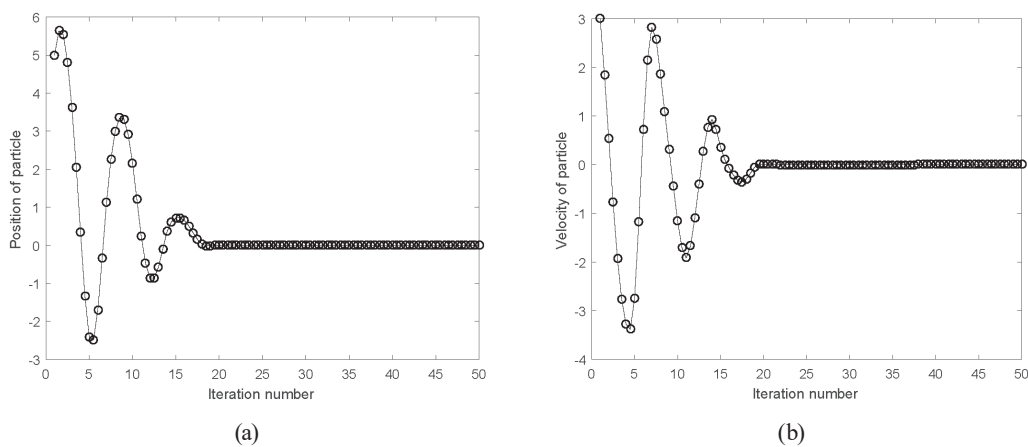 6
5
4
3
2
1
0
-1
-2
-3
Position of particle
0 5 10 15 20 25 30 35 40 45 50
Iteration number
(a)
3
2
1
0
-1
-2
-3
-4
Velocity of particle
0 5 10 15 20 25 30 35 40 45 50
Iteration number
(b)